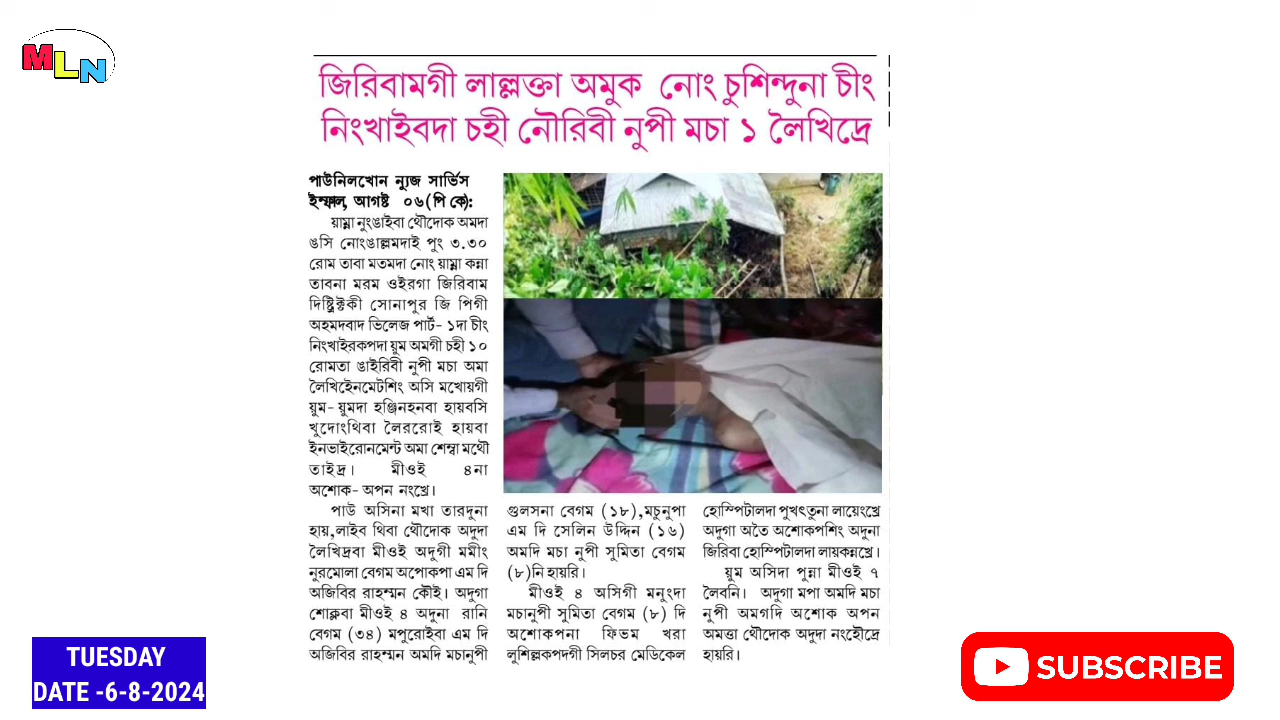 MLN
জিরিবামগী লাল্লক্তা অমুক নোং চুশিন্দুনা চীং
নিংখাইবদা চহী নৌরিবী নুপী মচা ১ লৈখিদ্রে
পাউনিলখোন ন্যুজ সার্ভিস
ইম্ফাল, আগষ্ট ০৬(পি কে):
য়াম্না নুংঙাইবা থৌদোক অমদা
ঙসি নোংঙাল্লমদাই পুং ৩.৩০
রোম তাবা মতমদা নোং য়াম্না কন্না
তাবনা মরম ওইরগা জিরিবাম
দিষ্ট্রিক্টকী সোনাপুর জি পিগী
অহমদবাদ ভিলেজ পার্ট- ১দা চীং
নিংখাইরকপদা য়ুম অমগী চহী ১০
রোমতা ঙাইরিবী নুপী মচা অমা
লৈখিইেনমেটশিং অসি মখোয়গী
য়ুম- য়ুমদা হঞ্জিনহনবা হায়বসি
খুদোংথিবা লৈররোই হায়বা
ইনভাইরোনমেন্ট অমা শেম্বা মথৌ
তাইদ্র। মীওই ৪না
অশোক- অপন নংখ্রে।
পাউ অসিনা মখা তারদুনা
হায়,লাইব থিবা থৌদোক অদুদা
লৈখিদ্রবা মীওই অদুগী মমীং
নুরমোলা বেগম অপোকপা এম দি
অজিবির রাহম্মন কৌই। অদুগা
শোক্লবা মীওই ৪ অদুনা রানি
বেগম (৩৪) মপুরোইবা এম দি
অজিবির রাহম্মন অমদি মচানুপী
গুলসনা বেগম (১৮),মচুনুপা
এম দি সেলিন উদ্দিন (১৬)
অমদি মচা নুপী সুমিতা বেগম
(৮)নি হায়রি।
মীওই ৪ অসিগী মনুংদা
মচানুপী সুমিতা বেগম (৮) দি
অশোকপনা ফিভম খরা
লুশিল্লকপদগী সিলচর মেডিকেল
হোস্পিটালদা পুখৎতুনা লায়েংখ্রে
অদুগা অতৈ অশোকপশিং অদুনা
জিরিবা হোস্পিটালদা লায়কন্নখ্রে।
য়ুম অসিদা পুন্না মীওই ৭
লৈবনি। অদুগা মপা অমদি মচা
নুপী অমগদি অশোক অপন
অমত্তা থৌদোক অদুদা নংহৌদ্রে
হায়রি।
TUESDAY
DATE -6-8-2024
SUBSCRIBE